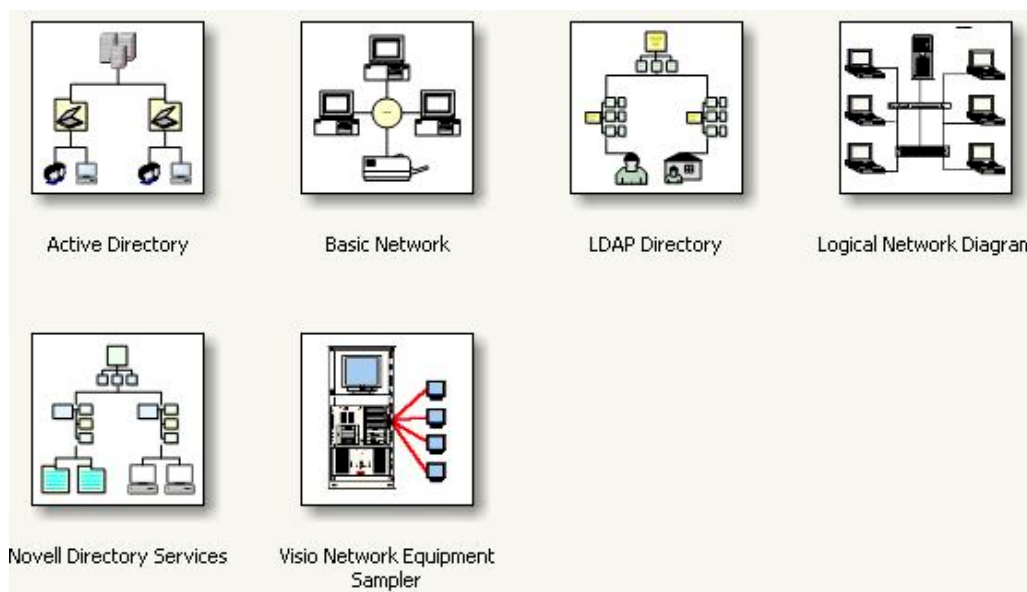 Active Directory
Basic Network
LDAP Directory
Logical Network Diagram
Novell Directory Services
Visio Network Equipment
Sampler